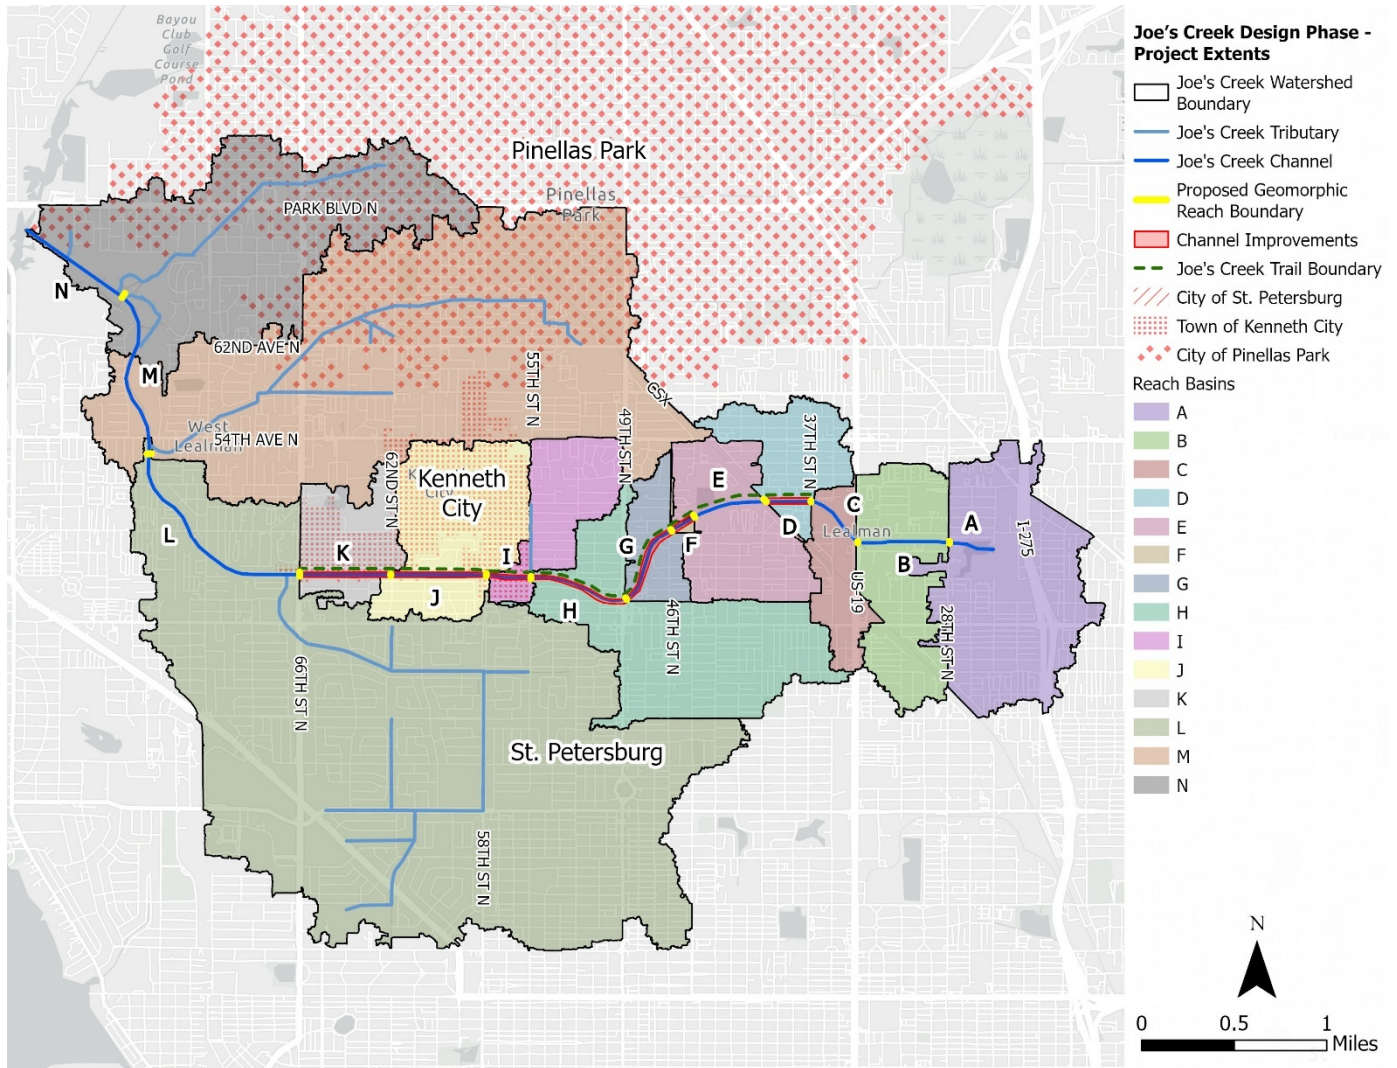 Bayou
Club
Golf
Course
Pond
Pinellas Park
Pinellas
Park
PARK BLVD N
N
M
62ND AVE N
55TH ST N
CSX
West
Lealman
54TH AVE N
49TH ST N
37TH ST N
62ND ST N
Kenneth
City
E
C
D
Lealman
A
I-275
L
K
I
G
F
B
J
H
US-19
46TH ST N
28TH ST N
66TH ST N
St. Petersburg
58TH ST N
Joe's Creek Design Phase -
Project Extents
Joe's Creek Watershed
Boundary
Joe's Creek Tributary
Joe's Creek Channel
Proposed Geomorphic
Reach Boundary
Channel Improvements
Joe's Creek Trail Boundary
City of St. Petersburg
Town of Kenneth City
City of Pinellas Park
Reach Basins
A
B
C
D
E
F
G
H
I
J
K
L
M
N
N
0 0.5 1
Miles